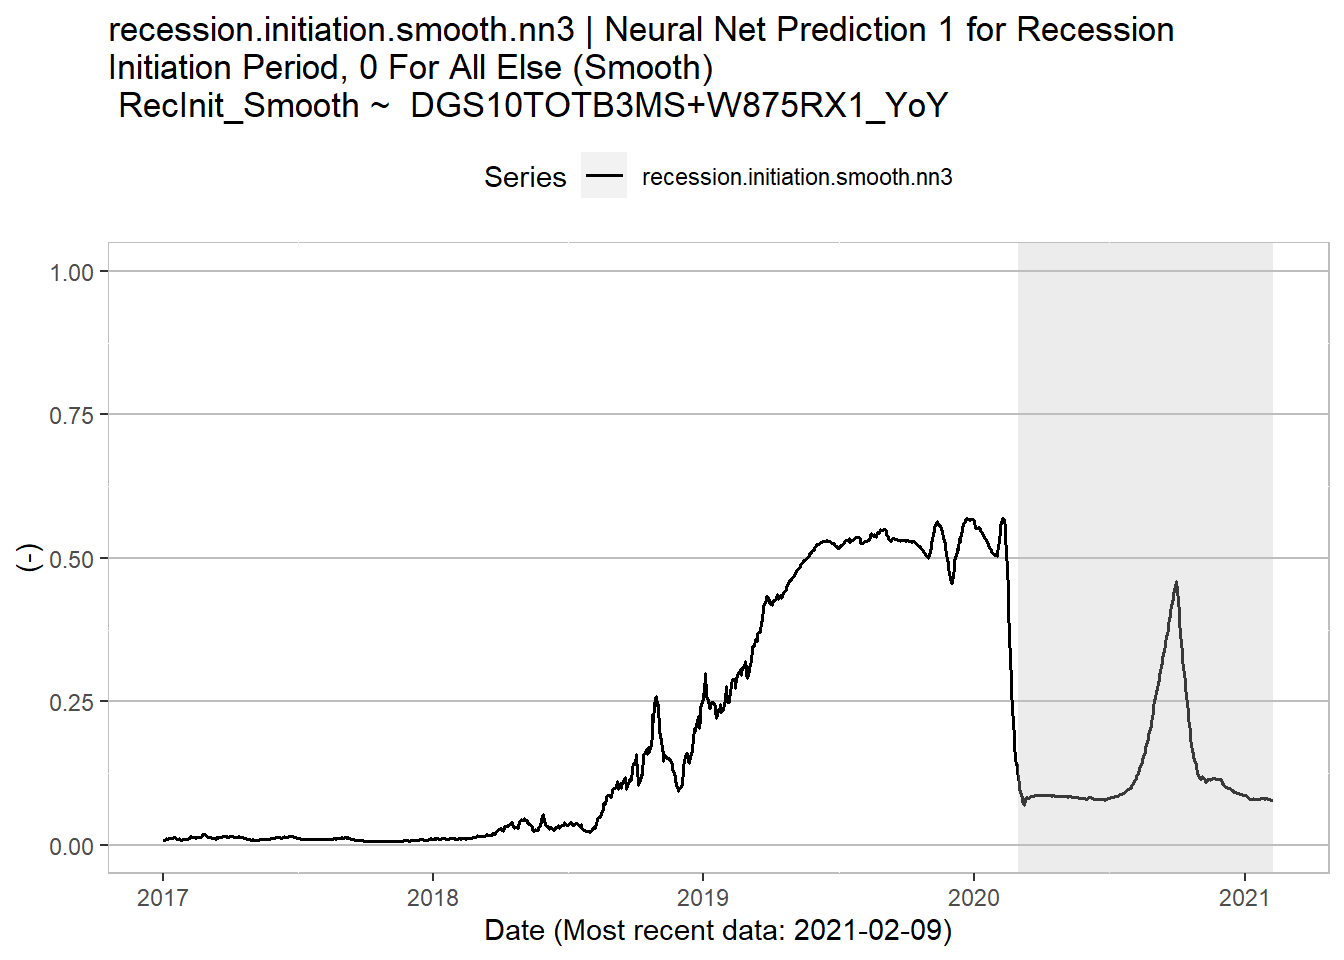 recession.initiation.smooth.nn3 | Neural Net Prediction 1 for Recession
Initiation Period, 0 For All Else (Smooth)
RecInit_Smooth ~  DGS10TOTB3MS+W875RX1_YoY
Series
recession.initiation.smooth.nn3
1.00
0.75
0.50
0.25
0.00
(-)
2017
2018
2019
2020
2021
Date (Most recent data: 2021-02-09)